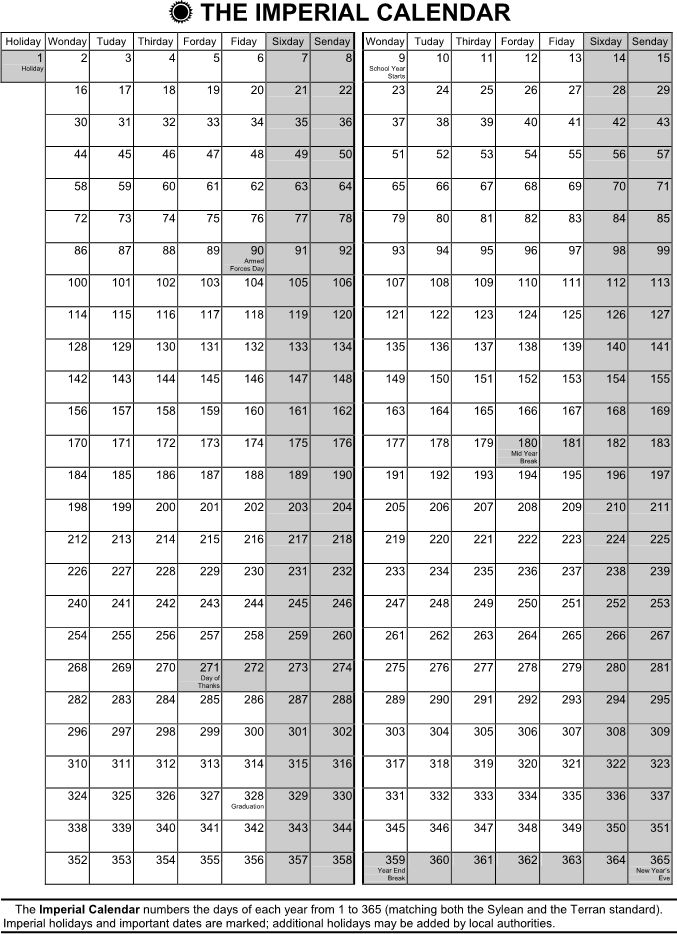 THE IMPERIAL CALENDAR
Holiday Wonday Tuday Thirday Forday Fiday Sixday Senday Wonday Tuday Thirday Forday Fiday Sixday Senday
1 2 3 4 5 6 7 8 9 10 11 12 13 14 15
Holiday School Year
Starts
16 17 18 19 20 21 22 23 24 25 26 27 28 29
30 31 32 33 34 35 36 37 38 39 40 41 42 43
44 45 46 47 48 49 50 51 52 53 54 55 56 57
58 59 60 61 62 63 64 65 66 67 68 69 70 71
72 73 74 75 76 77 78 79 80 81 82 83 84 85
86 87 88 89 90 91 92 93 94 95 96 97 98 99
Armed
Forces Day
100 101 102 103 104 105 106 107 108 109 110 111 112 113
114 115 116 117 118 119 120 121 122 123 124 125 126 127
128 129 130 131 132 133 134 135 136 137 138 139 140 141
142 143 144 145 146 147 148 149 150 151 152 153 154 155
156 157 158 159 160 161 162 163 164 165 166 167 168 169
170 171 172 173 174 175 176 177 178 179 180 181 182 183
Mid Year
Break
184 185 186 187 188 189 190 191 192 193 194 195 196 197
198 199 200 201 202 203 204 205 206 207 208 209 210 211
212 213 214 215 216 217 218 219 220 221 222 223 224 225
226 227 228 229 230 231 232 233 234 235 236 237 238 239
240 241 242 243 244 245 246 247 248 249 250 251 252 253
254 255 256 257 258 259 260 261 262 263 264 265 266 267
268 269 270 271 272 273 274 275 276 277 278 279 280 281
Day of
Thanks
282 283 284 285 286 287 288 289 290 291 292 293 294 295
296 297 298 299 300 301 302 303 304 305 306 307 308 309
310 311 312 313 314 315 316 317 318 319 320 321 322 323
324 325 326 327 328 329 330 331 332 333 334 335 336 337
Graduation
338 339 340 341 342 343 344 345 346 347 348 349 350 351
352 353 354 355 356 357 358 359 360 361 362 363 364 365
Year End New Year's
Break Eve
The Imperial Calendar numbers the days of each year from 1 to 365 (matching both the Sylean and the Terran standard).
Imperial holidays and important dates are marked; additional holidays may be added by local authorities.